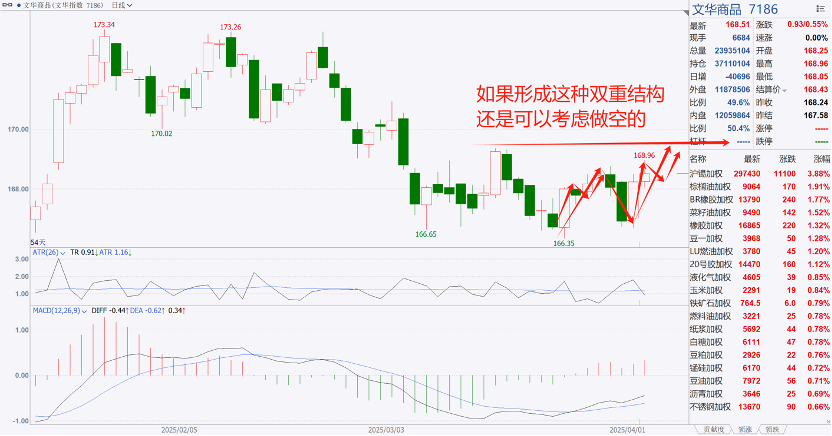 文华商品(文华指数 7186) 日线
173.34
173.26
170.02
170.00
168.00
166.65
166.35
168.96
如果形成这种双重结构
还是可以考虑做空的
54天
ATR(26) TR 0.91↓ ATR 1.16↓
3.00
2.00
1.00
MACD(12,26,9) DIFF -0.44↑ DEA -0.62↑ 0.34↑
1.00
0.00
-1.00
2025/02/05
2025/03/03
2025/04/01
文华商品 7186
最新 168.51 涨跌 0.93/0.55%
现手 6684 速涨 0.00%
总量 23935104 开盘 168.25
持仓 37110104 最高 168.96
日增 -40696 最低 168.05
外盘 11878506 结算价 168.43
比例 49.6% 昨收 168.24
内盘 12059864 昨结 167.58
比例 50.4% 涨停 -----
杠杆 ----- 跌停 -----
名称 最新 涨跌 涨幅
沪锡加权 297430 11100 3.88%
棕榈油加权 9064 170 1.91%
BR橡胶加权 13790 240 1.77%
菜籽油加权 9490 142 1.52%
橡胶加权 16865 220 1.32%
豆一加权 3968 50 1.28%
LU燃油加权 3780 45 1.20%
20号胶加权 14470 160 1.12%
液化气加权 4605 39 0.85%
玉米加权 2291 19 0.84%
铁矿石加权 764.5 6.0 0.79%
燃料油加权 3221 25 0.78%
纸浆加权 5692 44 0.78%
白糖加权 6111 47 0.78%
豆粕加权 2926 22 0.76%
锰硅加权 6170 44 0.72%
豆油加权 7972 56 0.71%
沥青加权 3646 25 0.69%
不锈钢加权 13670 90 0.66%
贡献度 领涨 领跌